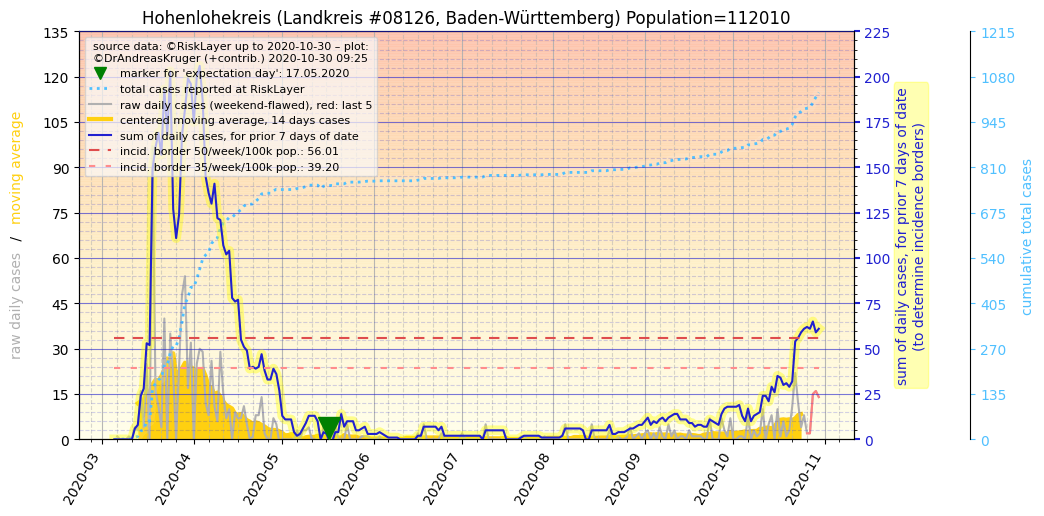 Hohenlohekreis (Landkreis #08126, Baden-Württemberg) Population=112010
source data: ©RiskLayer up to 2020-10-30 – plot:
©DrAndreasKruger (+contrib.) 2020-10-30 09:25
marker for 'expectation day': 17.05.2020
total cases reported at RiskLayer
raw daily cases (weekend-flawed), red: last 5
centered moving average, 14 days cases
sum of daily cases, for prior 7 days of date
incid. border 50/week/100k pop.: 56.01
incid. border 35/week/100k pop.: 39.20
raw daily cases / moving average
135
120
105
90
75
60
45
30
15
0
225
200
175
150
125
100
75
50
25
0
sum of daily cases, for prior 7 days of date
(to determine incidence borders)
1215
1080
945
810
675
540
405
270
135
0
cumulative total cases
2020-03
2020-04
2020-05
2020-06
2020-07
2020-08
2020-09
2020-10
2020-11